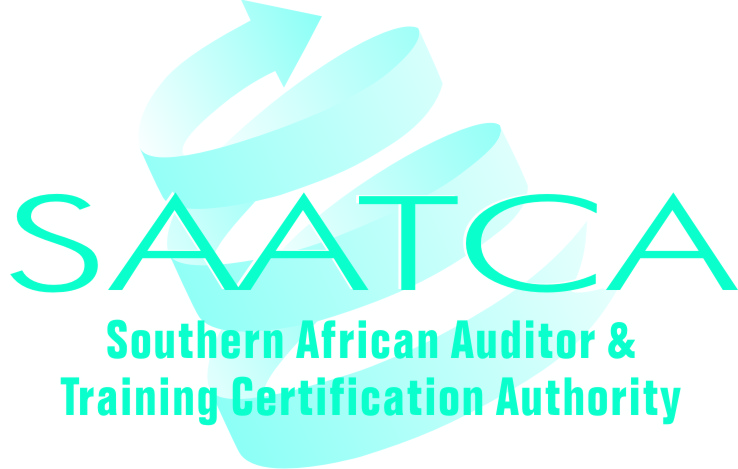 SAATCA
Southern African Auditor &
Training Certification Authority